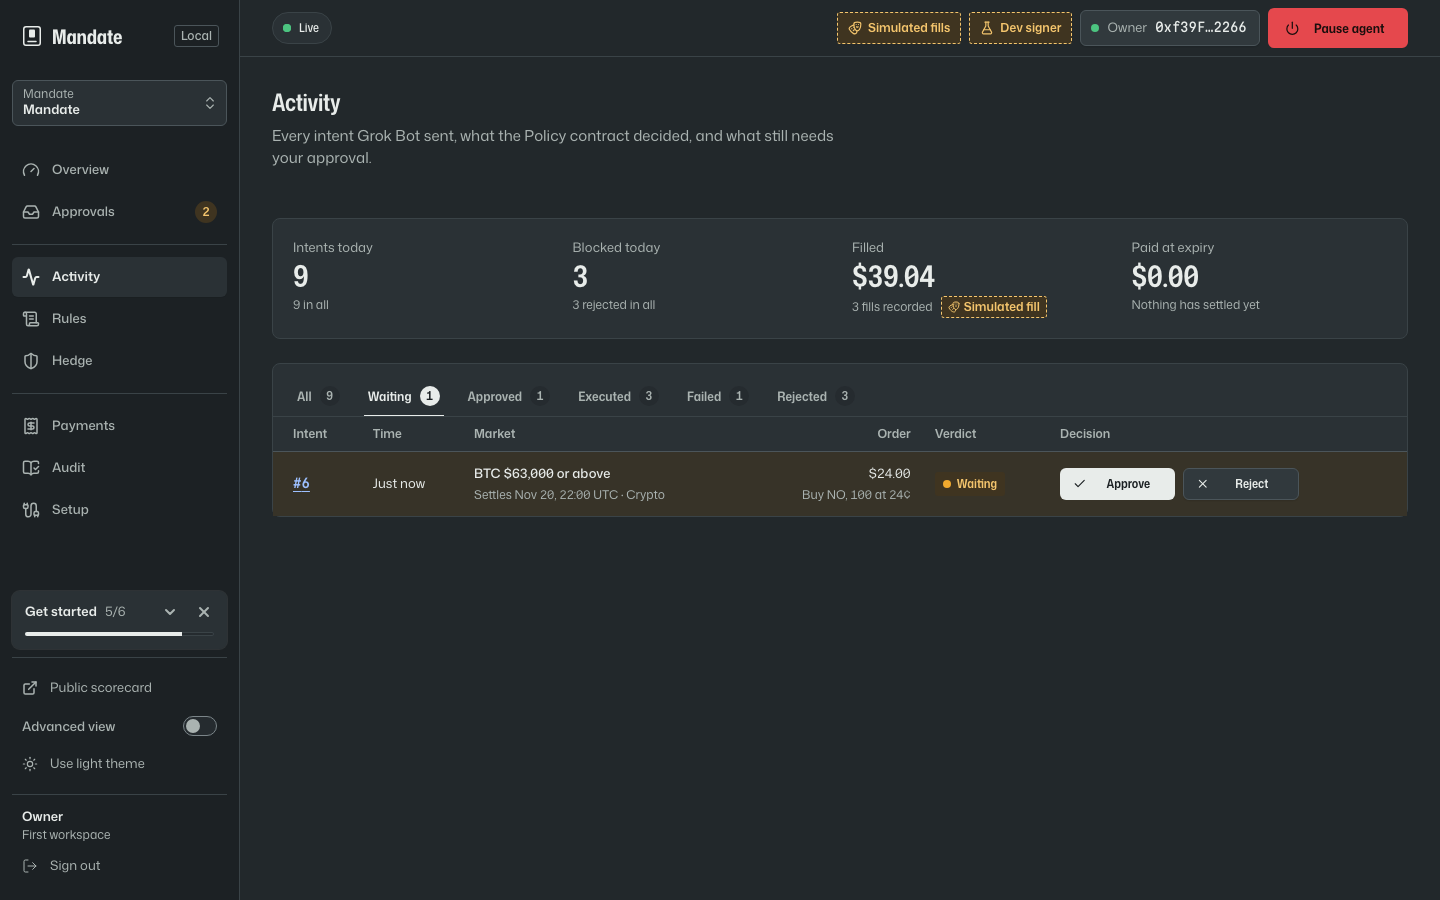 Mandate
Local
Mandate
Mandate
Overview
Approvals 2
Activity
Rules
Hedge
Payments
Audit
Setup
Get started 5/6
Public scorecard
Advanced view
Use light theme
Owner
First workspace
Sign out
Live
Simulated fills
Dev signer
Owner 0xf39F…2266
Pause agent
Activity
Every intent Grok Bot sent, what the Policy contract decided, and what still needs
your approval.
Intents today
9
9 in all
Blocked today
3
3 rejected in all
Filled
$39.04
3 fills recorded Simulated fill
Paid at expiry
$0.00
Nothing has settled yet
All 9 Waiting 1 Approved 1 Executed 3 Failed 1 Rejected 3
Intent Time Market Order Verdict Decision
#6 Just now BTC $63,000 or above $24.00 Waiting Approve Reject
Settles Nov 20, 22:00 UTC · Crypto Buy NO, 100 at 24¢